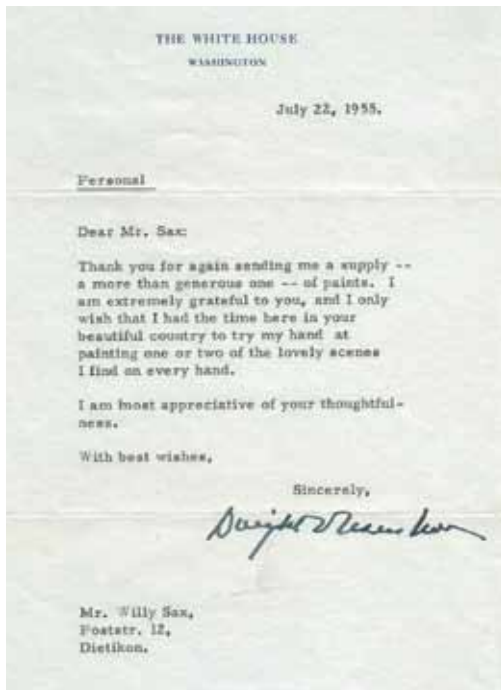 THE WHITE HOUSE
WASHINGTON
July 22, 1955.
Personal
Dear Mr. Sax:
Thank you for again sending me a supply --
a more than generous one -- of paints. I
am extremely grateful to you, and I only
wish that I had the time here in your
beautiful country to try my hand at
painting one or two of the lovely scenes
I find on every hand.
I am most appreciative of your thoughtful-
ness.
With best wishes,
Sincerely,
Dwight D Eisenhower
Mr. Willy Sax,
Poststr. 12,
Dietikon.